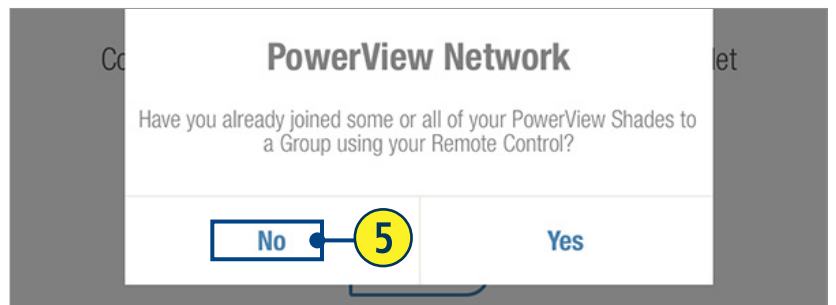 PowerView Network
Have you already joined some or all of your PowerView Shades to
a Group using your Remote Control?
No
5
Yes